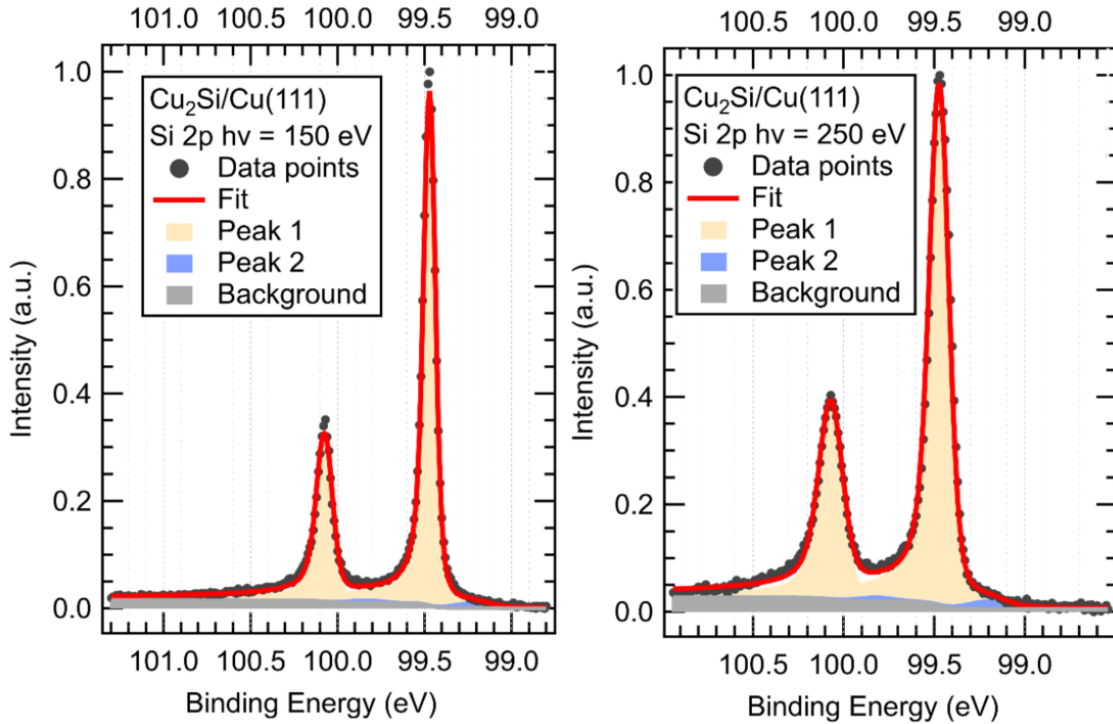 101.0 100.5 100.0 99.5 99.0
1.0
0.8
0.6
0.4
0.2
0.0
Intensity (a.u.)
Cu₂Si/Cu(111)
Si 2p hv = 150 eV
Data points
Fit
Peak 1
Peak 2
Background
101.0 100.5 100.0 99.5 99.0
Binding Energy (eV)
100.5 100.0 99.5 99.0
1.0
0.8
0.6
0.4
0.2
0.0
Intensity (a.u.)
Cu₂Si/Cu(111)
Si 2p hv = 250 eV
Data points
Fit
Peak 1
Peak 2
Background
100.5 100.0 99.5 99.0
Binding Energy (eV)